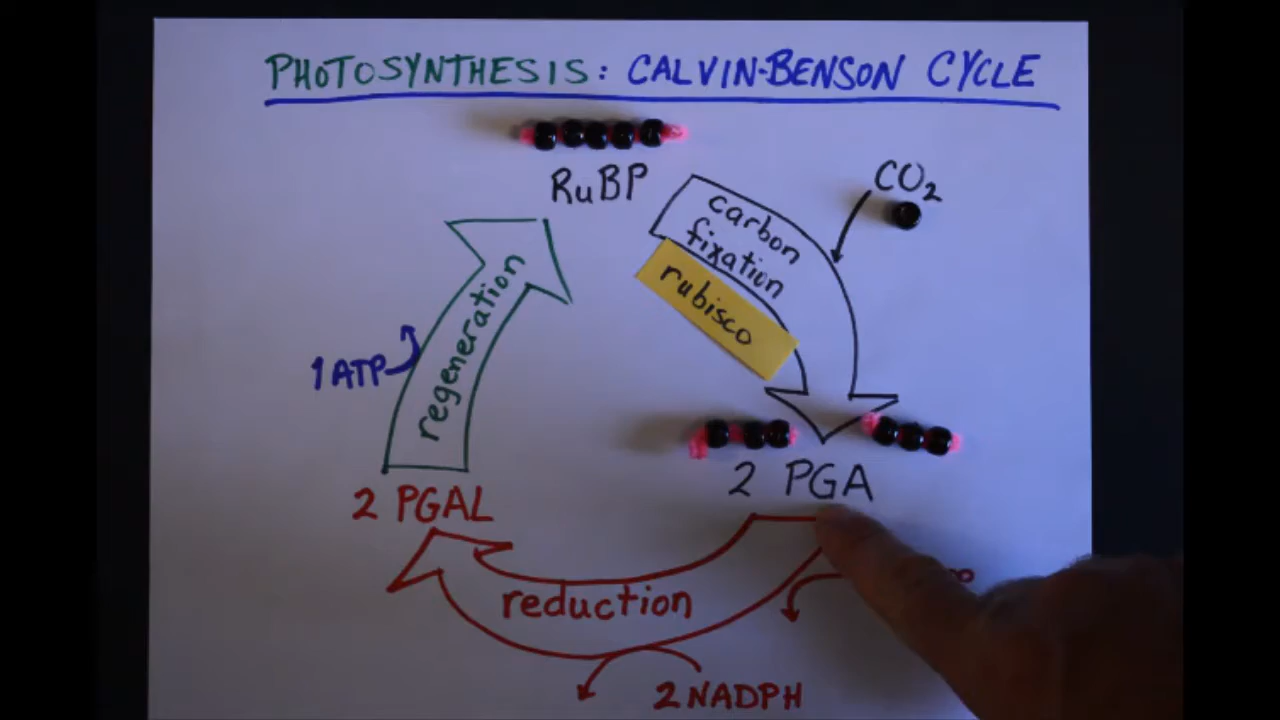 PHOTOSYNTHESIS: CALVIN-BENSON CYCLE
RuBP
CO₂
carbon
fixation
rubisco
regeneration
1 ATP
2 PGA
2 PGAL
reduction
2 NADPH